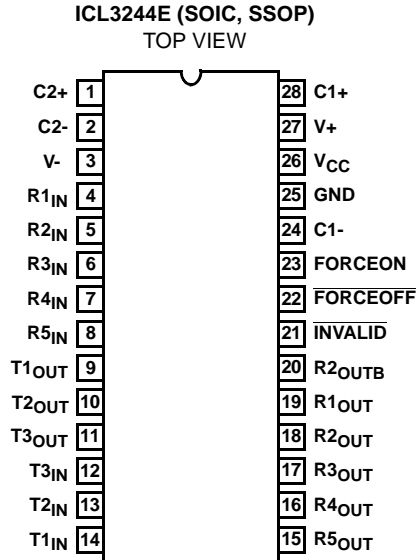 ICL3244E (SOIC, SSOP)
TOP VIEW
C2+ 1 28 C1+
C2- 2 27 V+
V- 3 26 VCC
R1IN 4 25 GND
R2IN 5 24 C1-
R3IN 6 23 FORCEON
R4IN 7 22 FORCEOFF
R5IN 8 21 INVALID
T1OUT 9 20 R2OUTB
T2OUT 10 19 R1OUT
T3OUT 11 18 R2OUT
T3IN 12 17 R3OUT
T2IN 13 16 R4OUT
T1IN 14 15 R5OUT